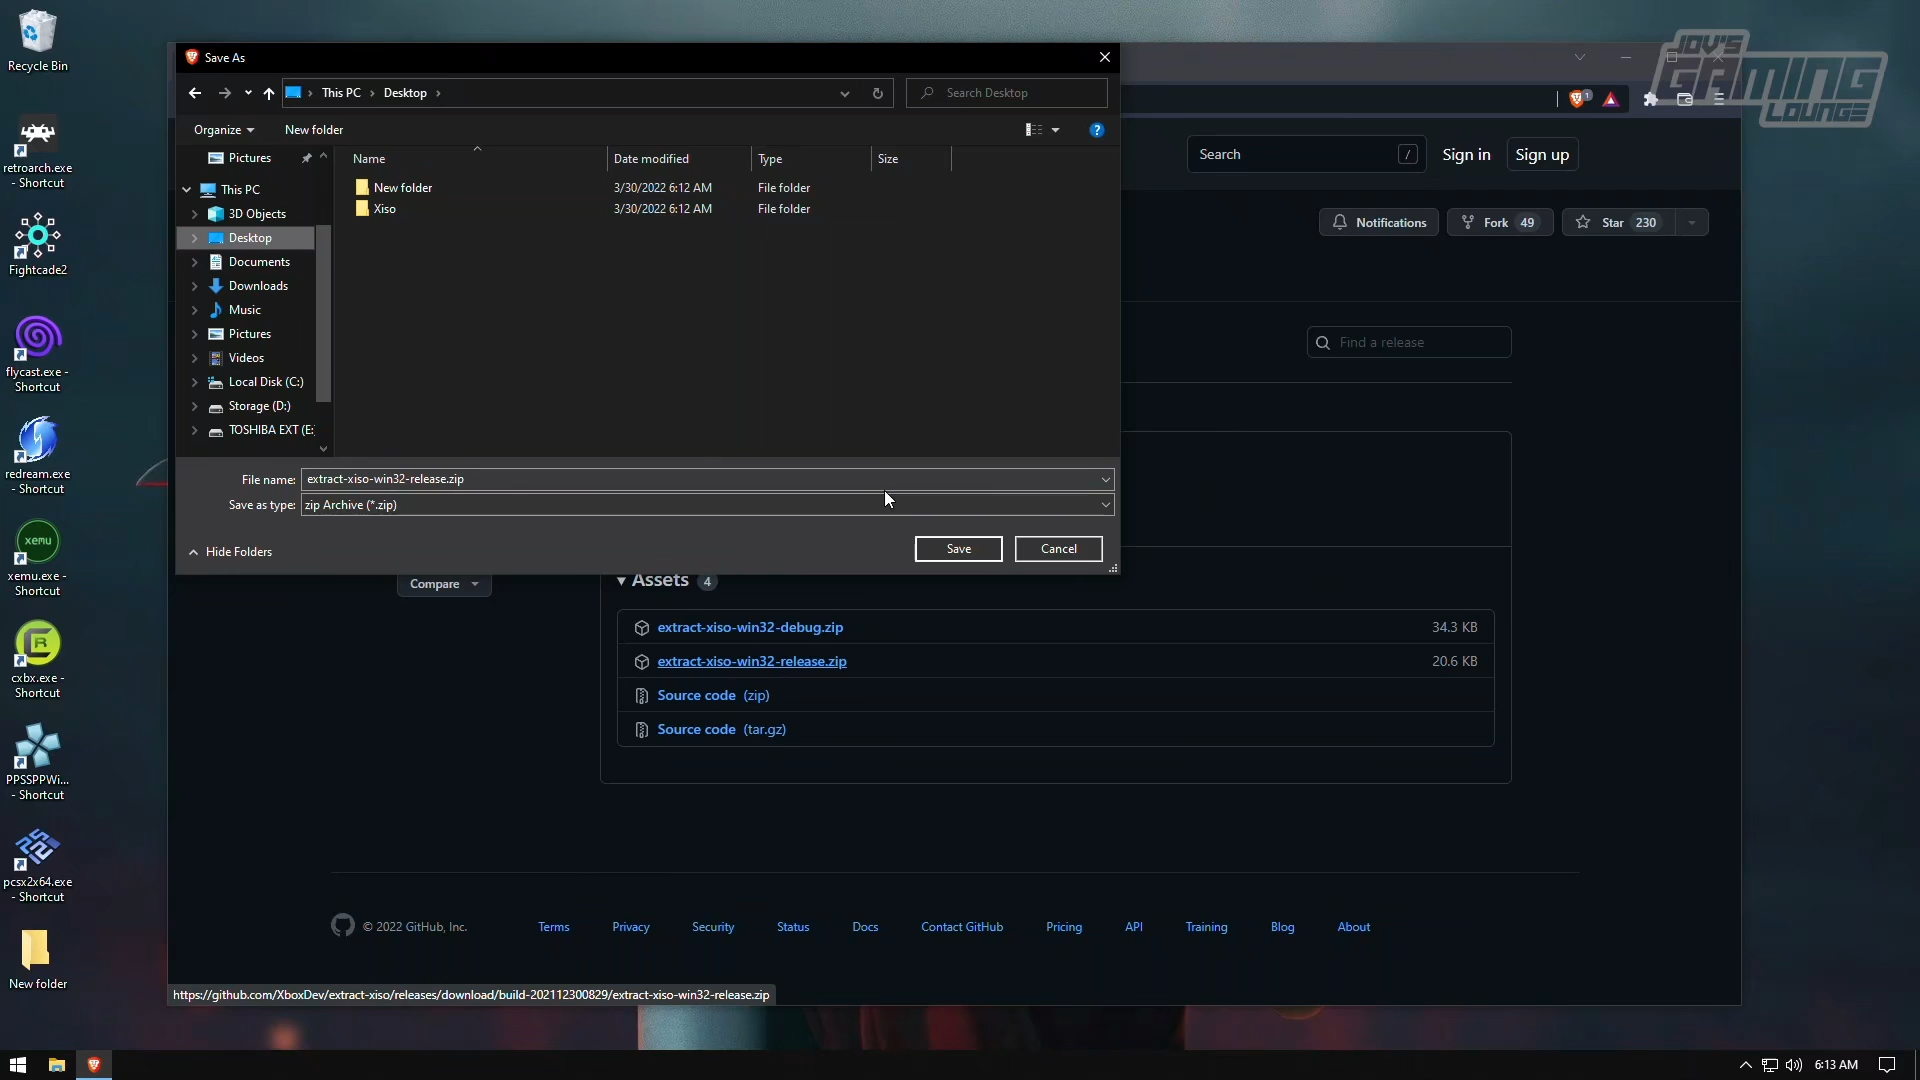 Recycle Bin
retroarch.exe
- Shortcut
Fightcade2
flycast.exe -
Shortcut
redream.exe
- Shortcut
xemu
xemu.exe -
Shortcut
cxbx.exe -
Shortcut
PPSSPPWi...
- Shortcut
pcsx2x64.exe
- Shortcut
New folder
Save As
This PC
Desktop
Search Desktop
Organize
New folder
Pictures
This PC
3D Objects
Desktop
Documents
Downloads
Music
Pictures
Videos
Local Disk (C:)
Storage (D:)
TOSHIBA EXT (E:
Name
Date modified
Type
Size
New folder
3/30/2022 6:12 AM
File folder
Xiso
3/30/2022 6:12 AM
File folder
File name:
extract-xiso-win32-release.zip
Save as type:
zip Archive (*.zip)
Hide Folders
Save
Cancel
JOV'S
GAMING
LOUNGE
1
Search
/
Sign in
Sign up
Notifications
Fork 49
Star 230
Find a release
Compare
Assets 4
extract-xiso-win32-debug.zip
34.3 KB
extract-xiso-win32-release.zip
20.6 KB
Source code (zip)
Source code (tar.gz)
© 2022 GitHub, Inc.
Terms
Privacy
Security
Status
Docs
Contact GitHub
Pricing
API
Training
Blog
About
https://github.com/XboxDev/extract-xiso/releases/download/build-202112300829/extract-xiso-win32-release.zip
6:13 AM